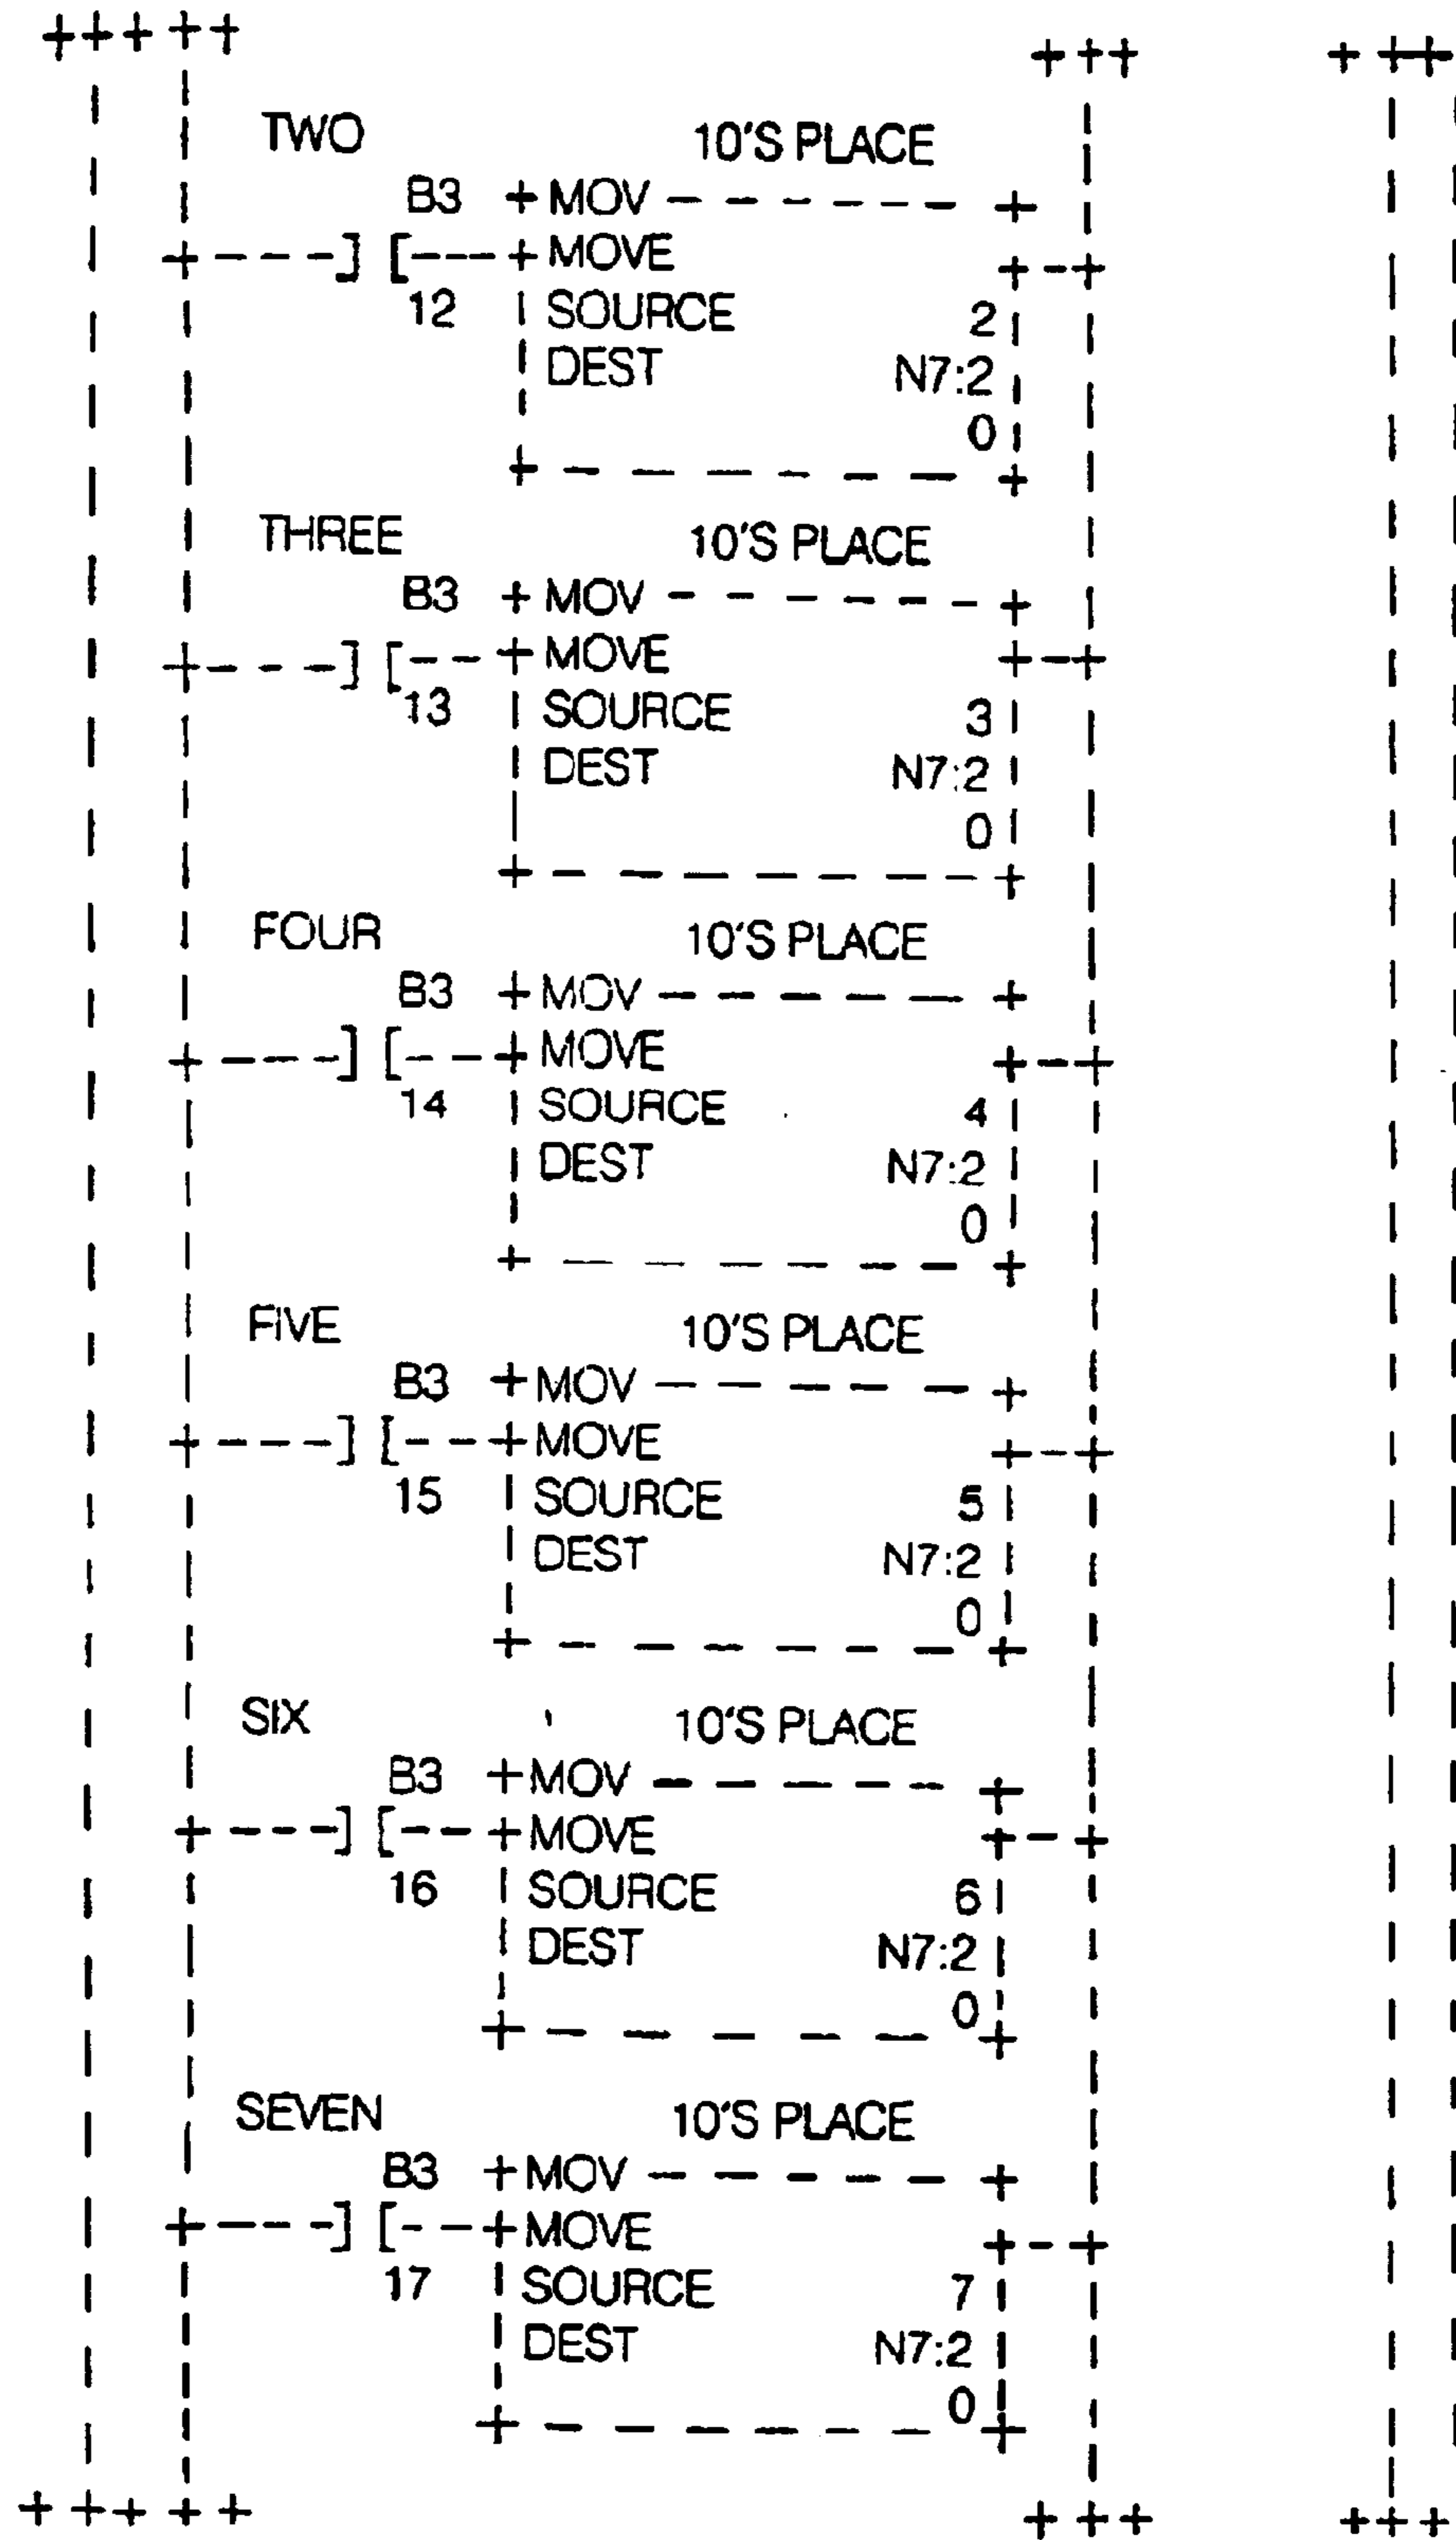 TWO
10'S PLACE
B3 MOV
MOVE
12 SOURCE 2
DEST N7:2
0
THREE
10'S PLACE
B3 MOV
MOVE
13 SOURCE 3
DEST N7:2
0
FOUR
10'S PLACE
B3 MOV
MOVE
14 SOURCE 4
DEST N7:2
0
FIVE
10'S PLACE
B3 MOV
MOVE
15 SOURCE 5
DEST N7:2
0
SIX
10'S PLACE
B3 MOV
MOVE
16 SOURCE 6
DEST N7:2
0
SEVEN
10'S PLACE
B3 MOV
MOVE
17 SOURCE 7
DEST N7:2
0